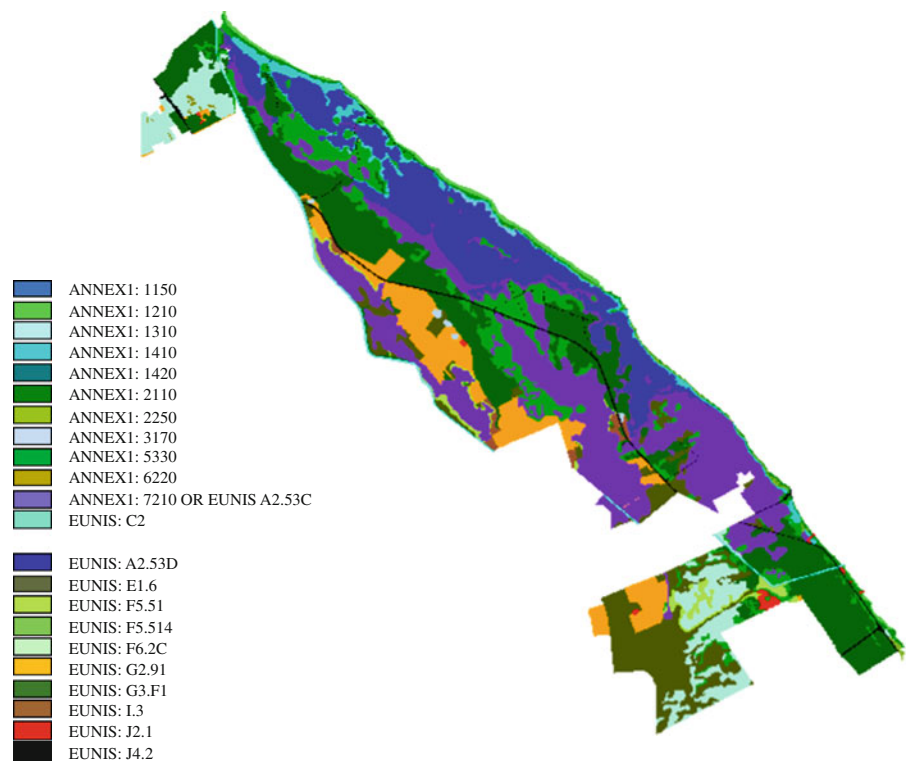 ANNEX1: 1150
ANNEX1: 1210
ANNEX1: 1310
ANNEX1: 1410
ANNEX1: 1420
ANNEX1: 2110
ANNEX1: 2250
ANNEX1: 3170
ANNEX1: 5330
ANNEX1: 6220
ANNEX1: 7210 OR EUNIS A2.53C
EUNIS: C2
EUNIS: A2.53D
EUNIS: E1.6
EUNIS: F5.51
EUNIS: F5.514
EUNIS: F6.2C
EUNIS: G2.91
EUNIS: G3.F1
EUNIS: I.3
EUNIS: J2.1
EUNIS: J4.2